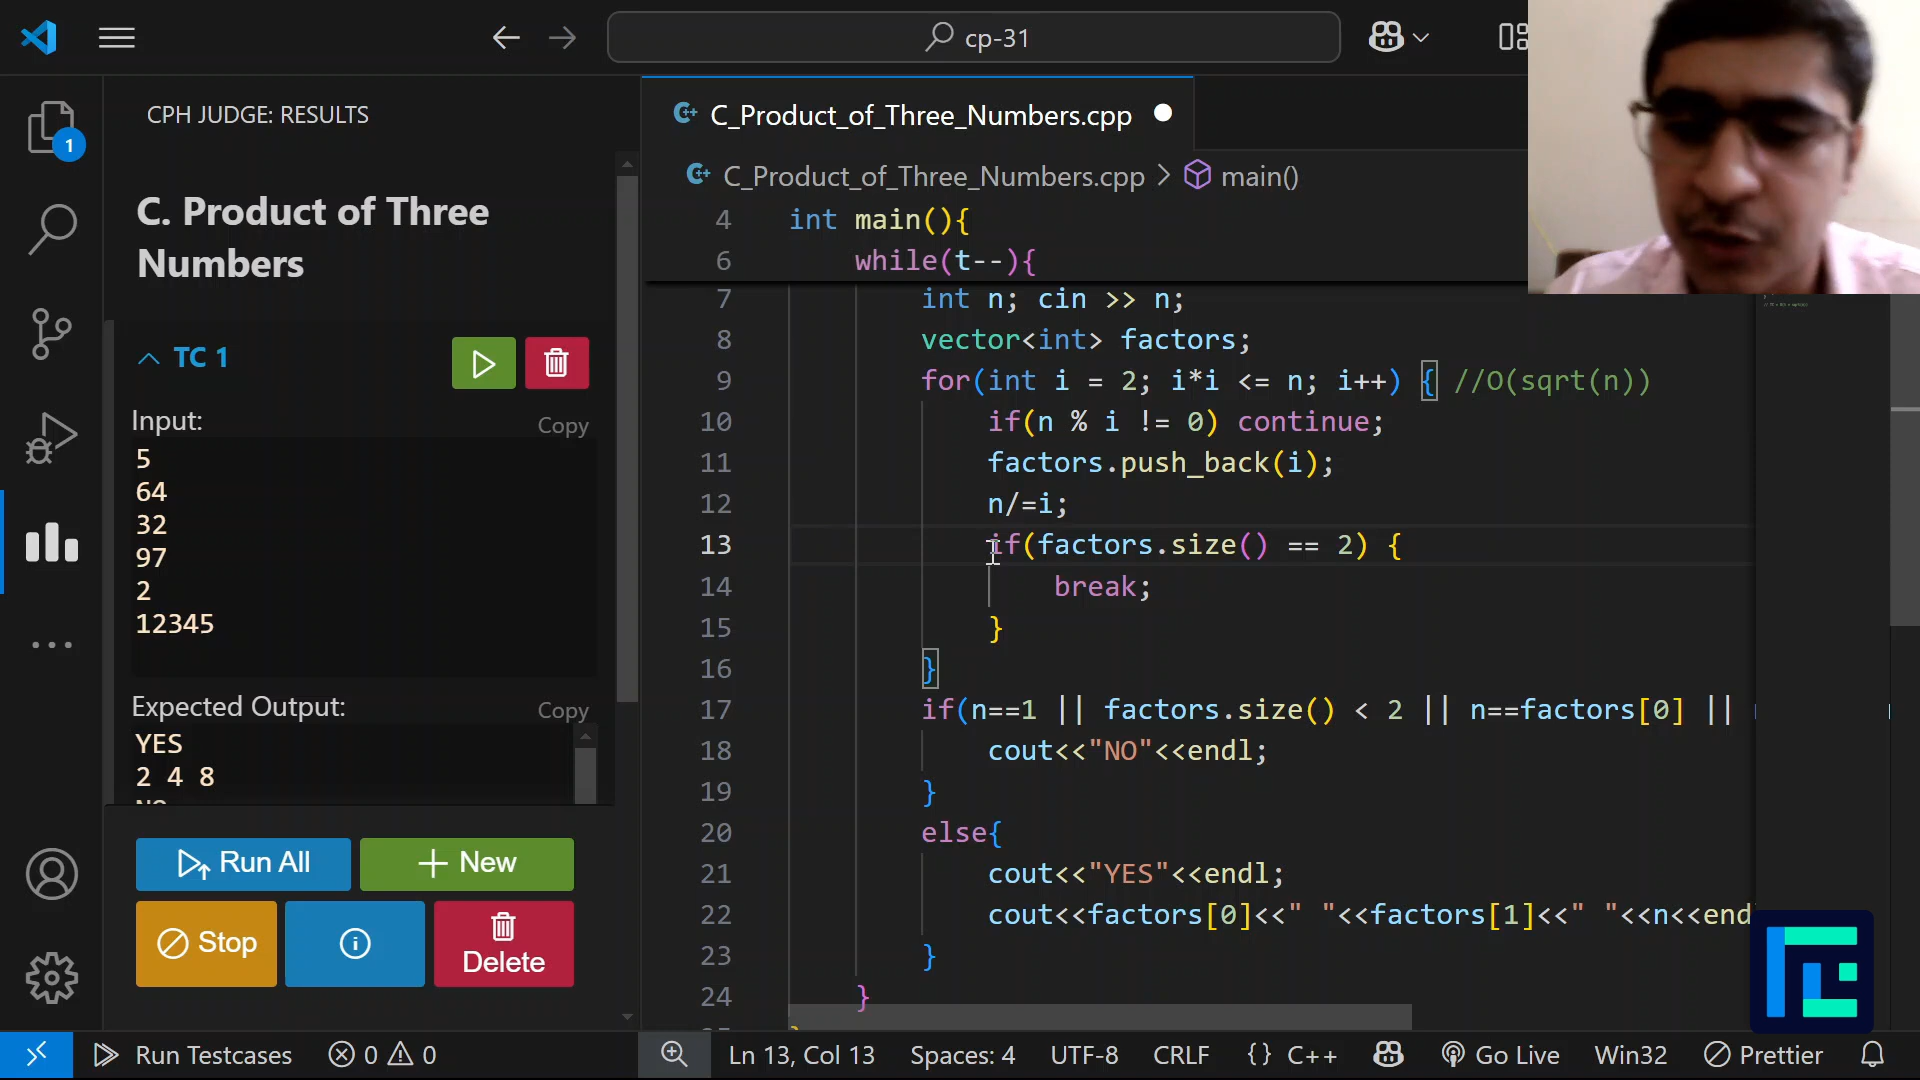 cp-31
1
CPH JUDGE: RESULTS
C. Product of Three
Numbers
TC 1
Input:
Copy
5
64
32
97
2
12345
Expected Output:
Copy
YES
2 4 8
NO
Run All
New
Stop
Delete
C_Product_of_Three_Numbers.cpp
C_Product_of_Three_Numbers.cpp > main()
4 int main(){
6 while(t--){
7 int n; cin >> n;
8 vector<int> factors;
9 for(int i = 2; i*i <= n; i++) { //O(sqrt(n))
10 if(n % i != 0) continue;
11 factors.push_back(i);
12 n/=i;
13 if(factors.size() == 2) {
14 break;
15 }
16 }
17 if(n==1 || factors.size() < 2 || n==factors[0] ||
18 cout<<"NO"<<endl;
19 }
20 else{
21 cout<<"YES"<<endl;
22 cout<<factors[0]<<" "<<factors[1]<<" "<<n<<end
23 }
24 }
Run Testcases
0
0
Ln 13, Col 13
Spaces: 4
UTF-8
CRLF
{} C++
Go Live
Win32
Prettier